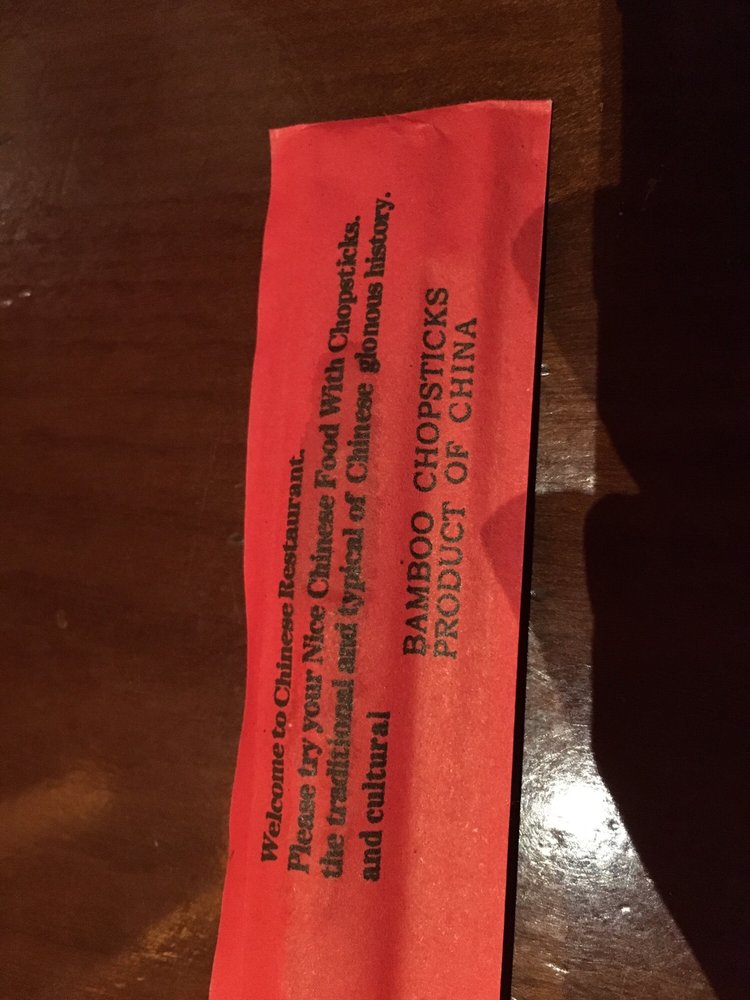 Welcome to Chinese Restaurant.
Please try your Nice Chinese Food With Chopsticks.
the traditional and typical of Chinese glonous history.
and cultural
BAMBOO CHOPSTICKS
PRODUCT OF CHINA